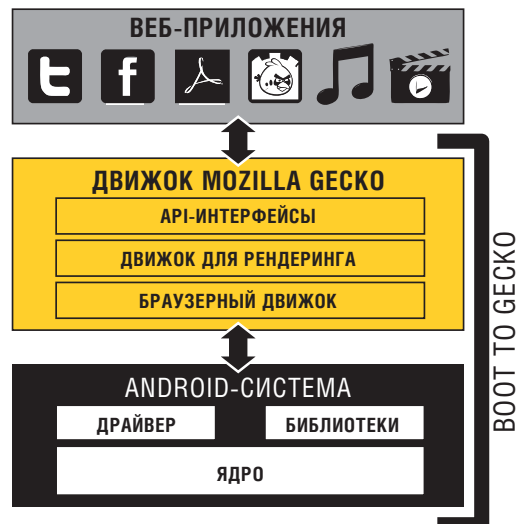 ВЕБ-ПРИЛОЖЕНИЯ
ДВИЖОК MOZILLA GECKO
API-ИНТЕРФЕЙСЫ
ДВИЖОК ДЛЯ РЕНДЕРИНГА
БРАУЗЕРНЫЙ ДВИЖОК
ANDROID-СИСТЕМА
ДРАЙВЕР
БИБЛИОТЕКИ
ЯДРО
BOOT TO GECKO